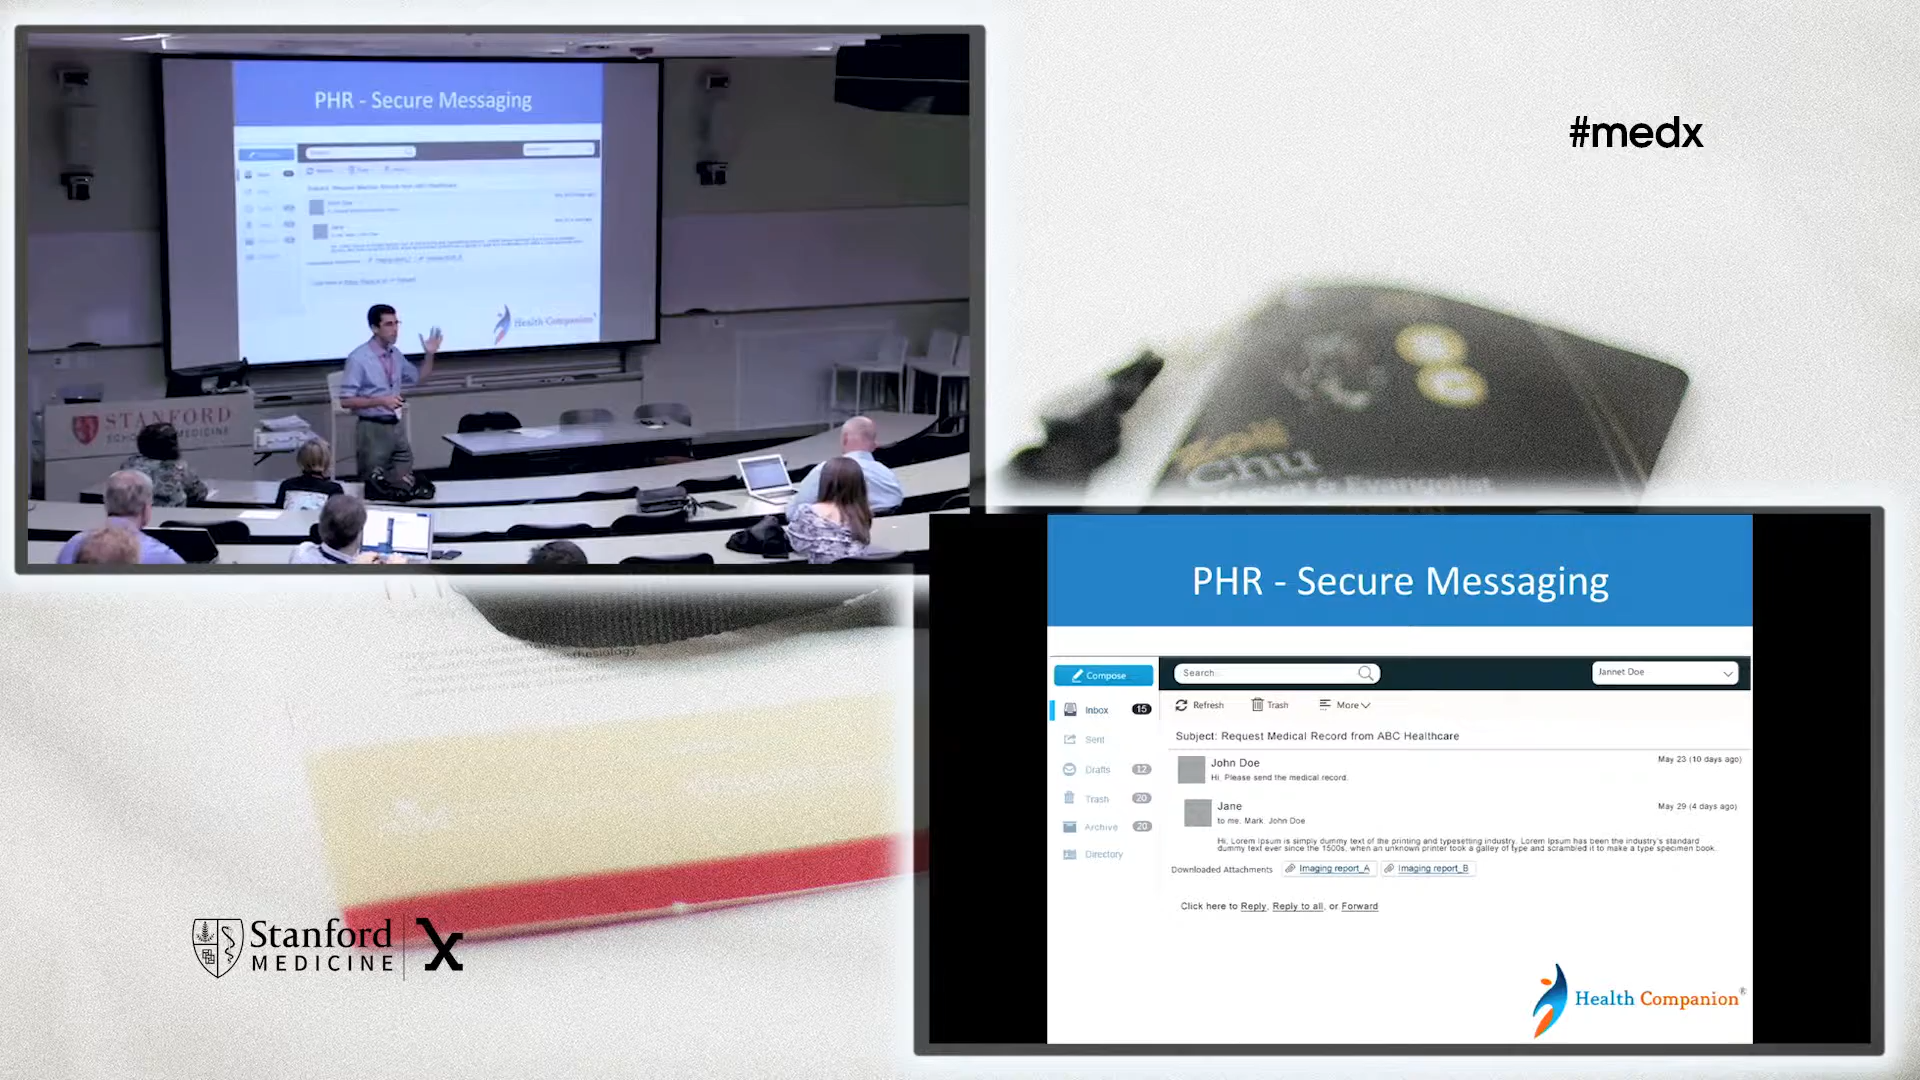 PHR - Secure Messaging
Health Companion
STANFORD
#medx
Chu
& Evangelist
PHR - Secure Messaging
Compose
Search...
Jannet Doe
Inbox 15
Refresh
Trash
More
Sent
Subject: Request Medical Record from ABC Healthcare
Drafts 12
John Doe
May 23 (10 days ago)
Hi. Please send the medical record.
Trash 20
Jane
May 29 (4 days ago)
to me. Mark. John Doe
Archive 20
Hi; Lorem Ipsum is simply dummy text of the printing and typesetting industry. Lorem Ipsum has been the industry's standard
dummy text ever since the 1500s, when an unknown printer took a galley of type and scrambled it to make a type specimen book.
Directory
Downloaded Attachments Imaging report_A Imaging report_B
Click here to Reply, Reply to all, or Forward
Health Companion®
Stanford
MEDICINE X